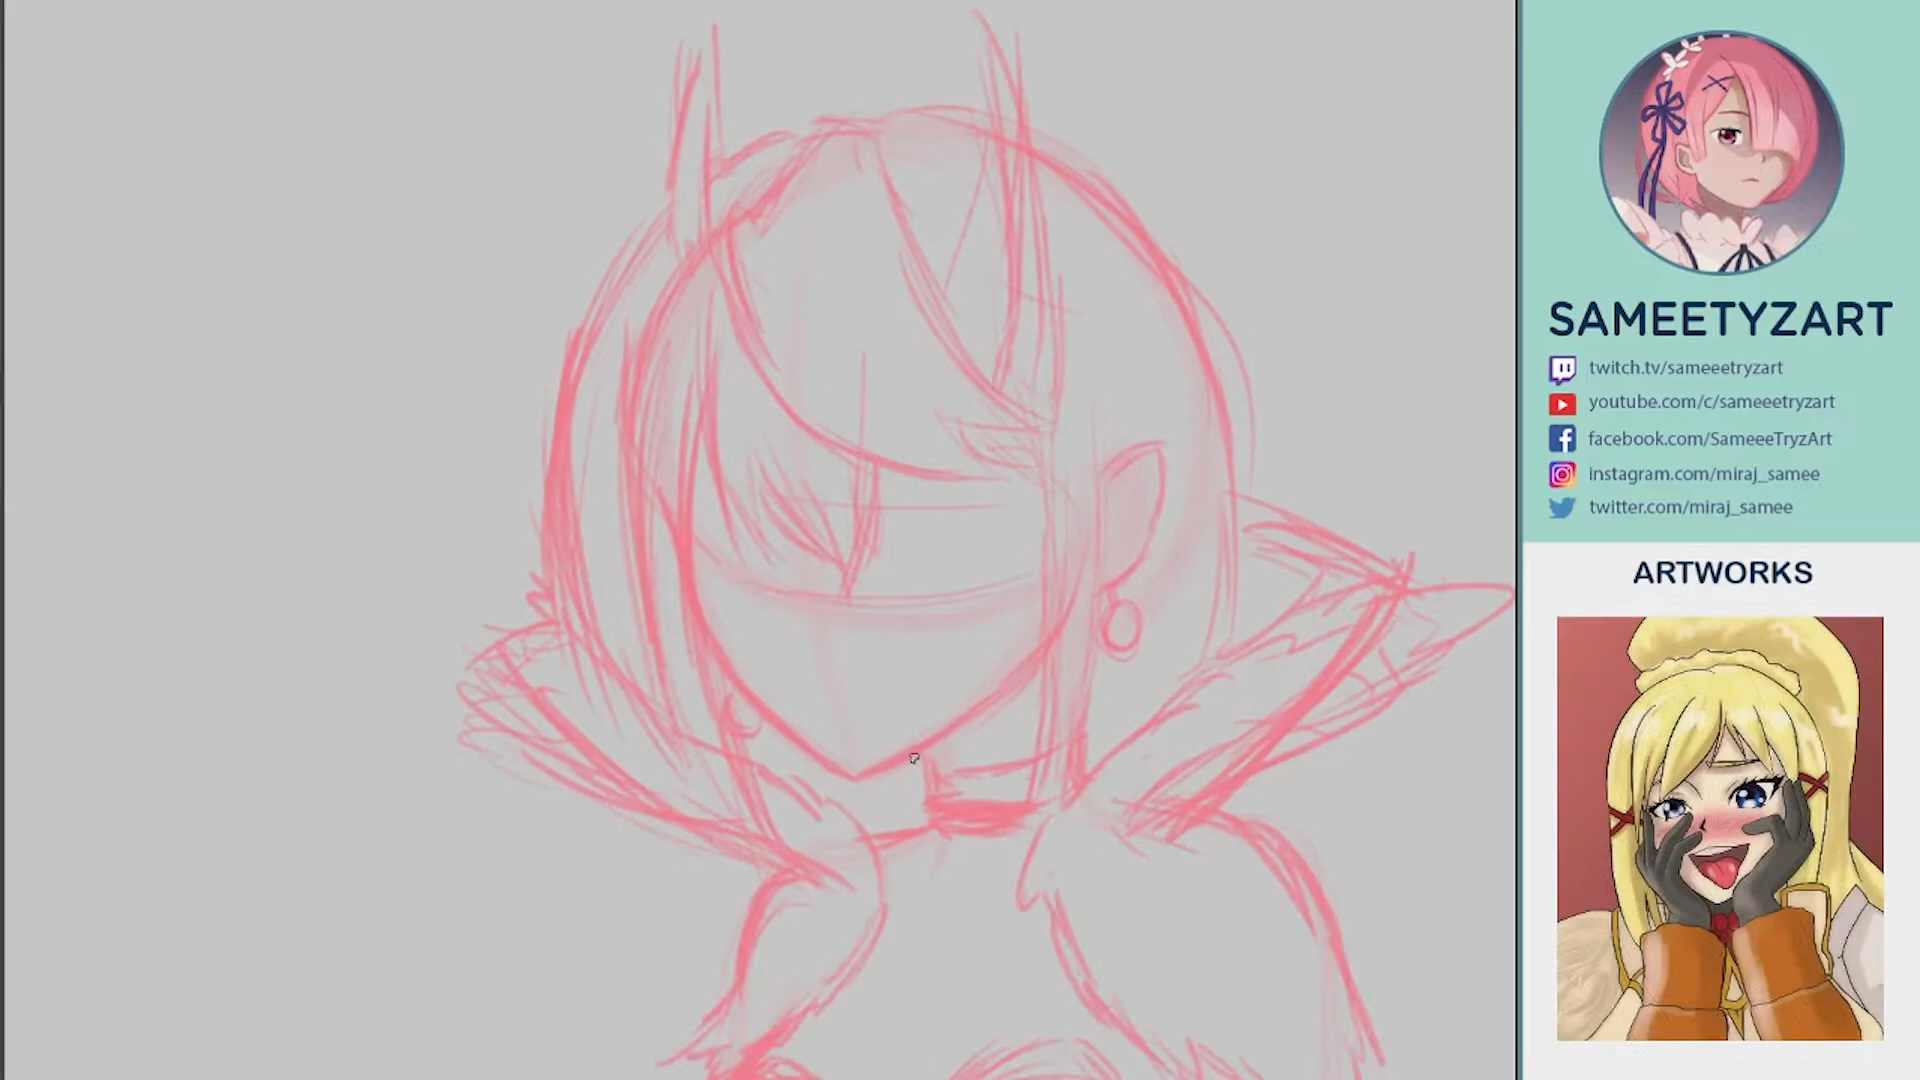 SAMEETYZART
twitch.tv/sameeetryzart
youtube.com/c/sameeetryzart
facebook.com/SameeeTryzArt
instagram.com/miraj_samee
twitter.com/miraj_samee
ARTWORKS